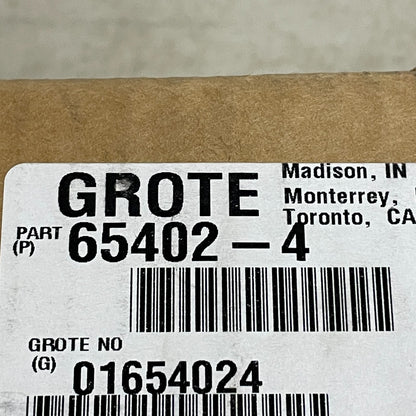 GROTE
Madison, IN
Monterrey,
Toronto, CA
PART
(P)
65402-4
GROTE NO
(G)
01654024